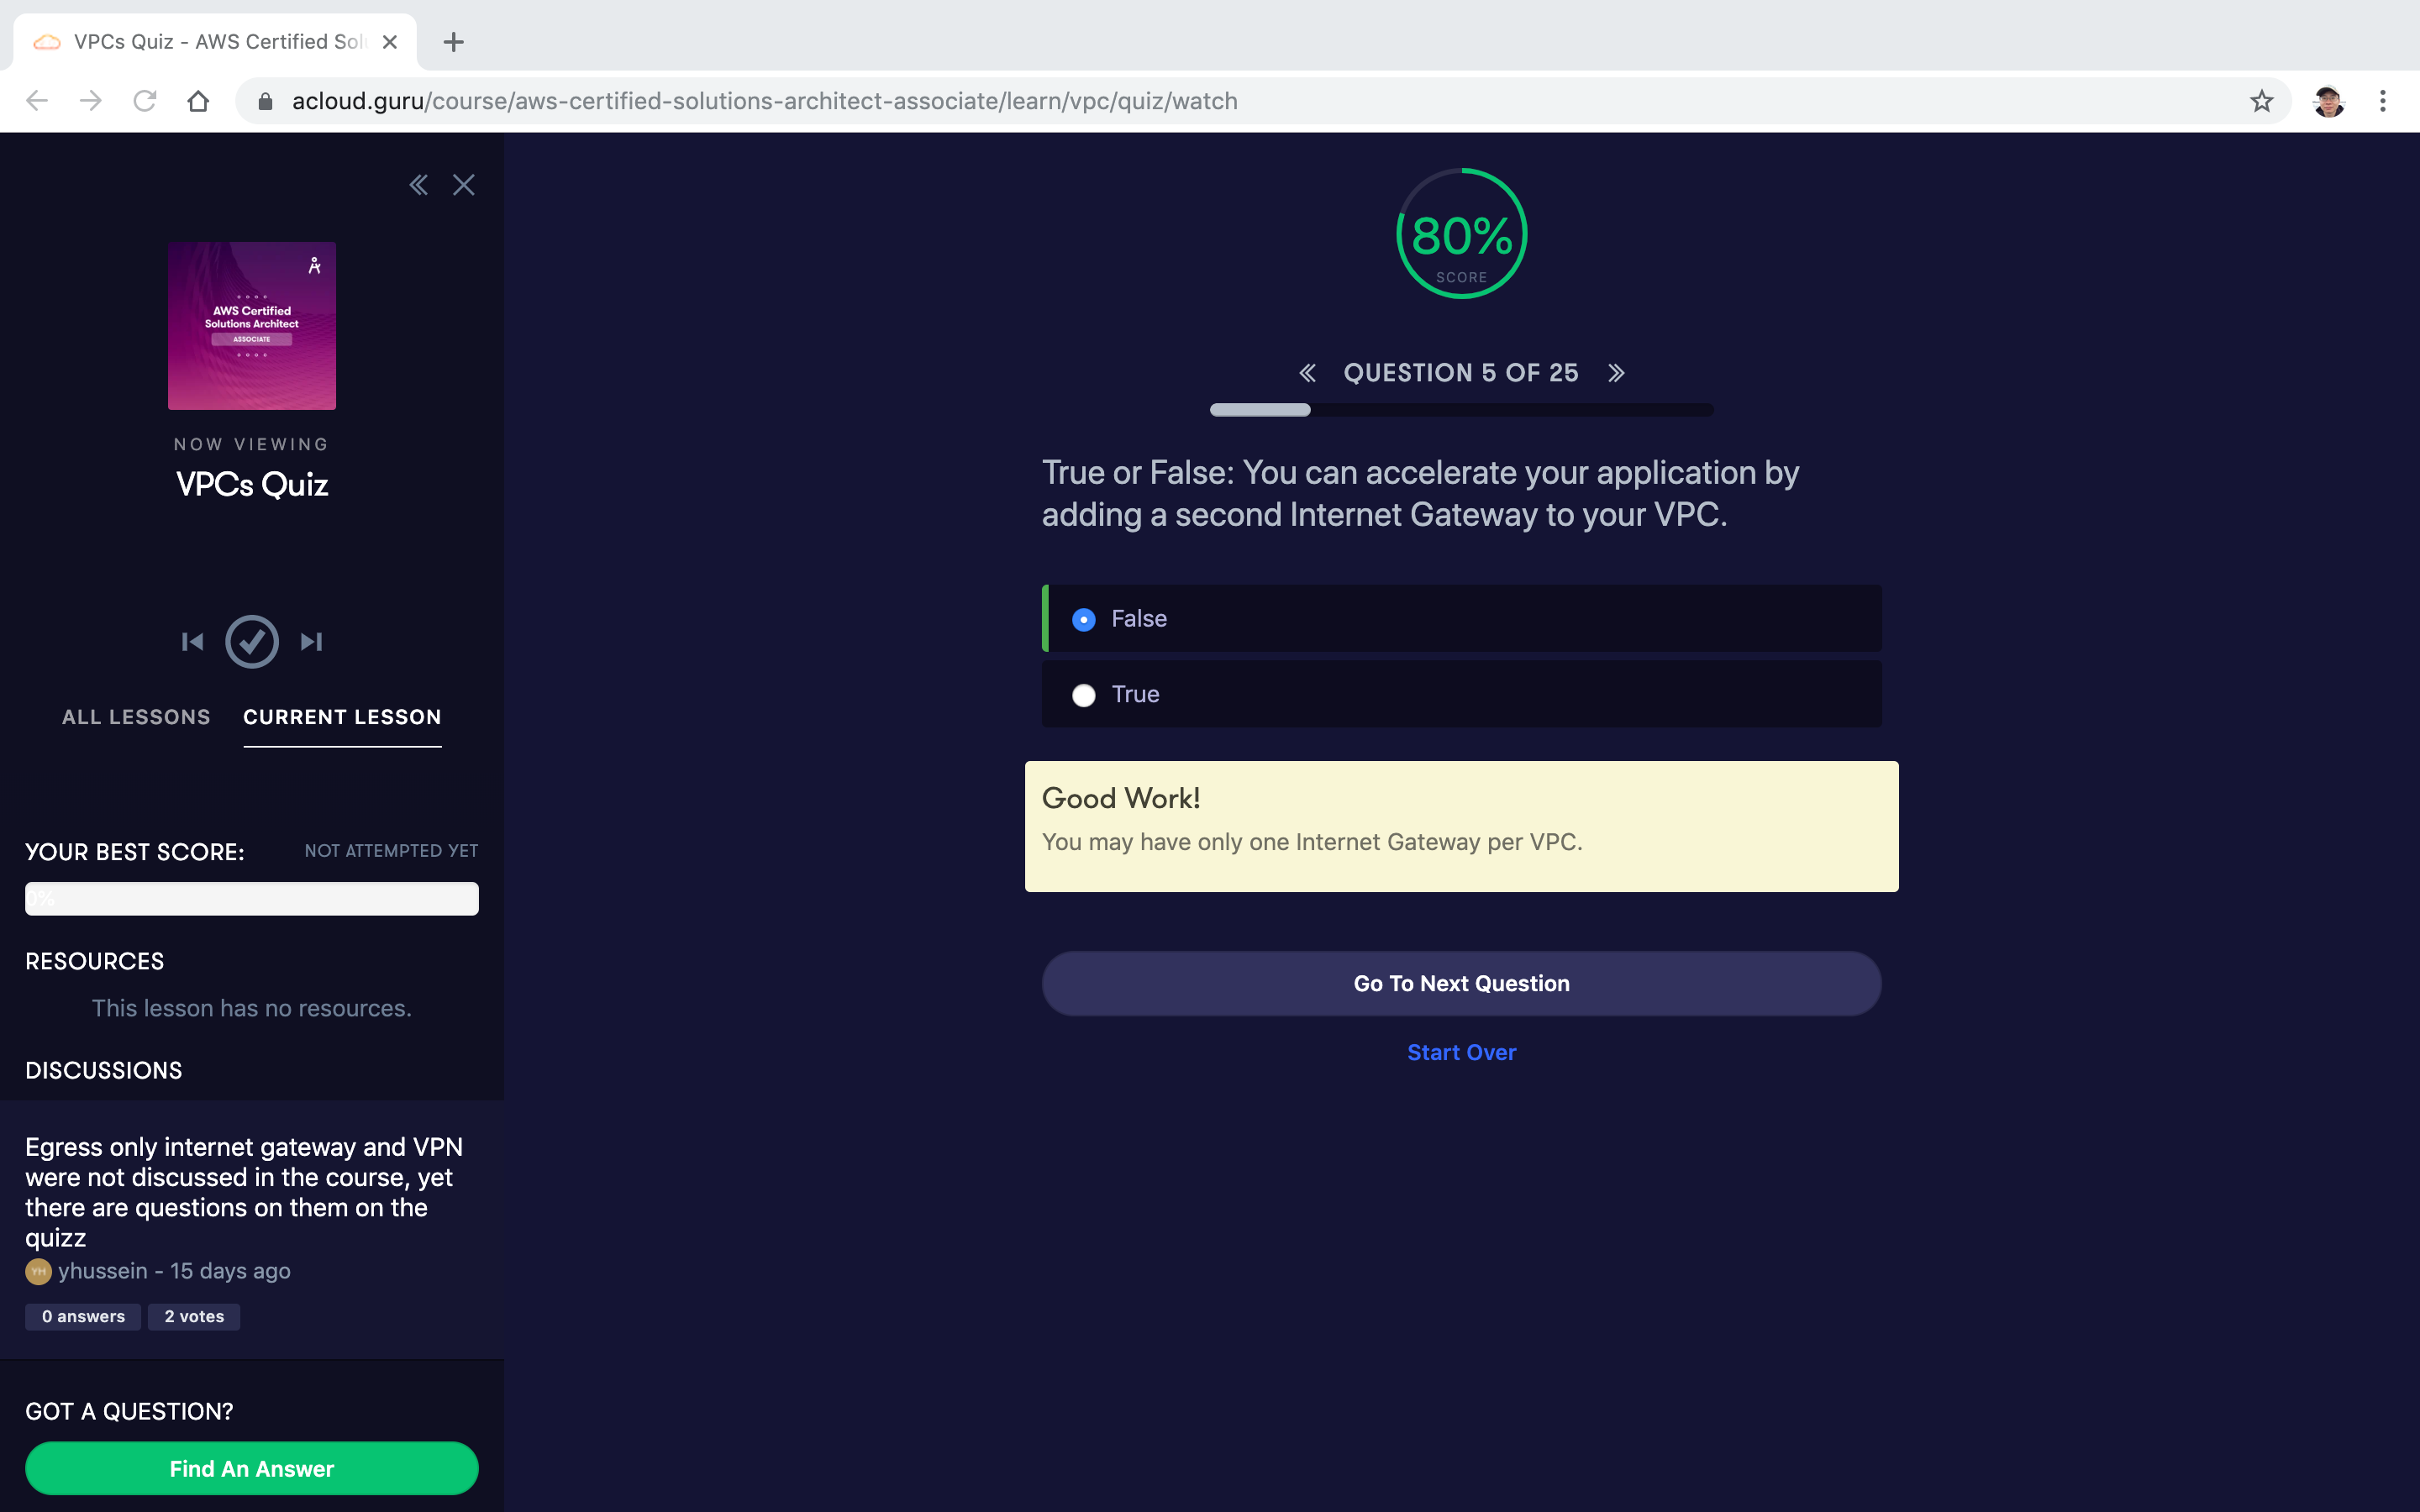 VPCs Quiz - AWS Certified Sol
acloud.guru/course/aws-certified-solutions-architect-associate/learn/vpc/quiz/watch
AWS Certified
Solutions Architect
ASSOCIATE
NOW VIEWING
VPCs Quiz
ALL LESSONS
CURRENT LESSON
YOUR BEST SCORE:
NOT ATTEMPTED YET
0%
RESOURCES
This lesson has no resources.
DISCUSSIONS
Egress only internet gateway and VPN
were not discussed in the course, yet
there are questions on them on the
quizz
YH
yhussein - 15 days ago
0 answers
2 votes
GOT A QUESTION?
Find An Answer
80%
SCORE
QUESTION 5 OF 25
True or False: You can accelerate your application by
adding a second Internet Gateway to your VPC.
False
True
Good Work!
You may have only one Internet Gateway per VPC.
Go To Next Question
Start Over